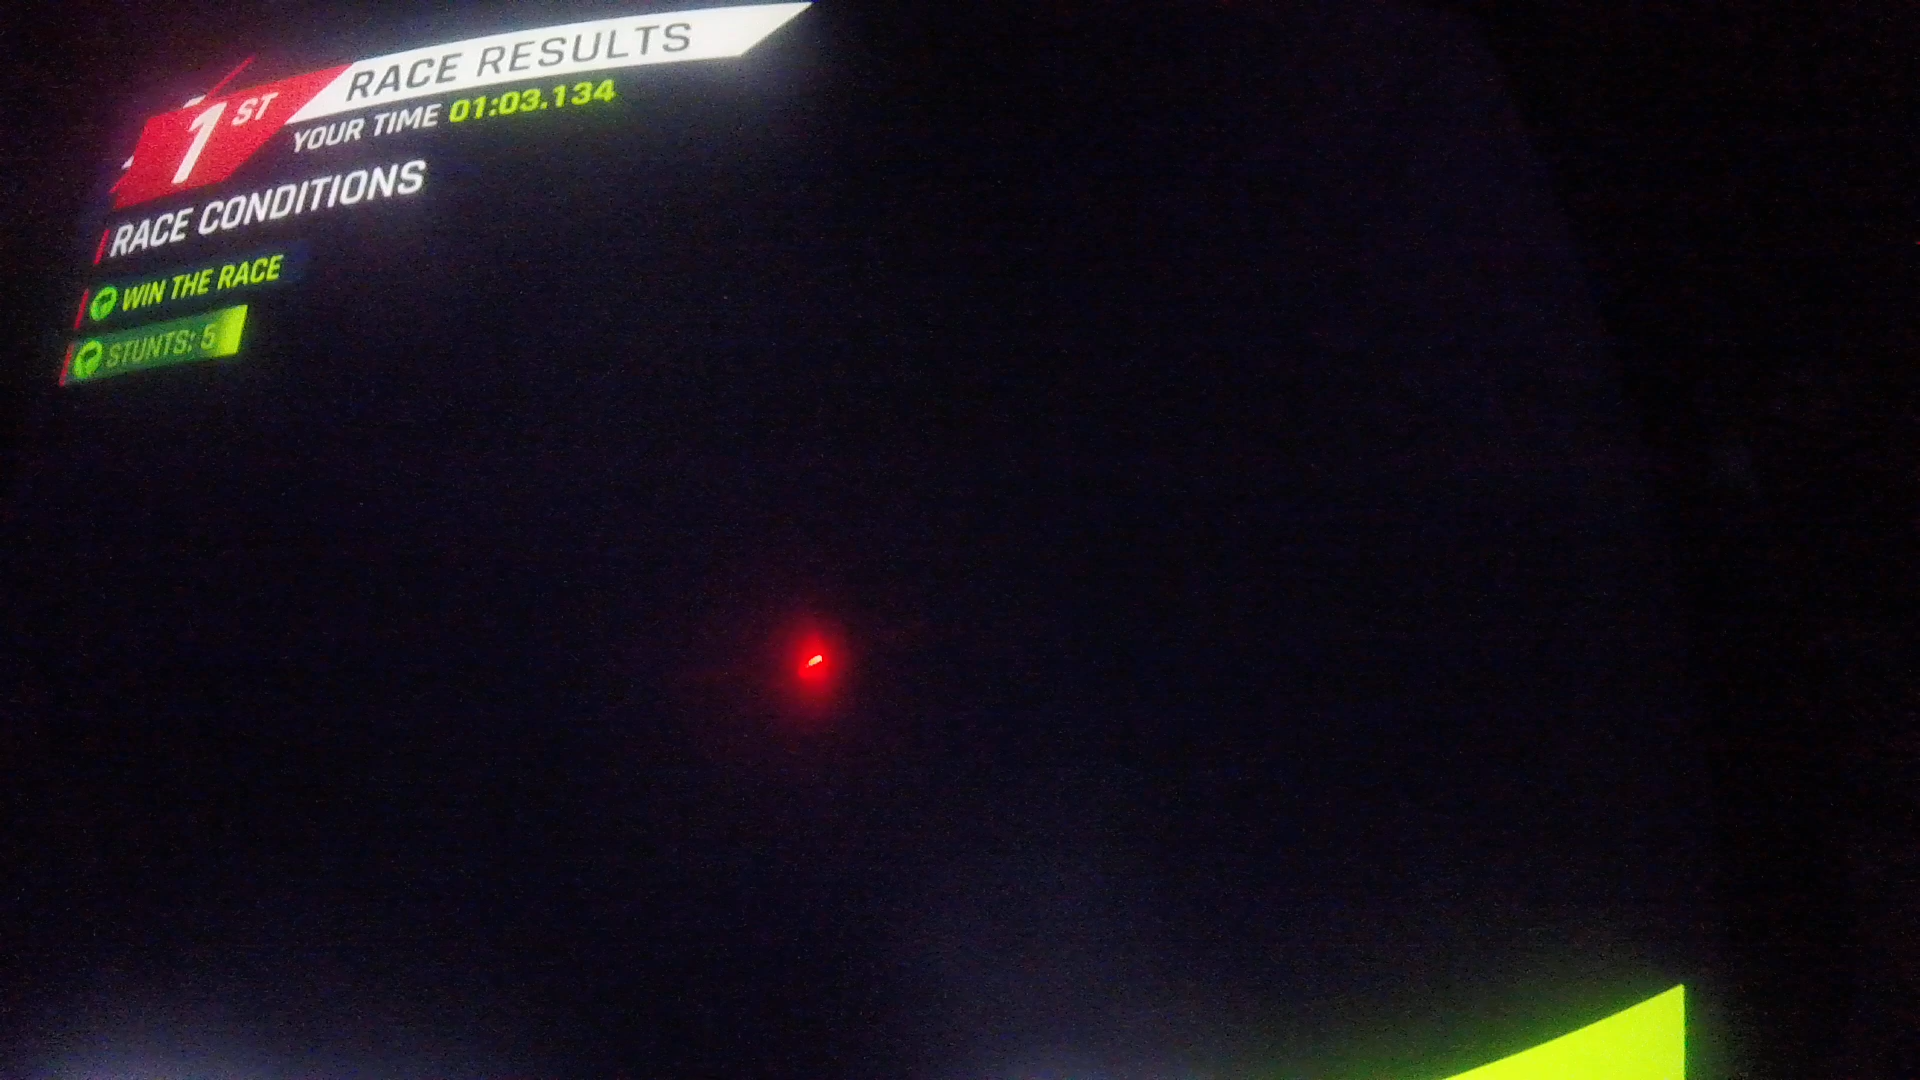 1ST
RACE RESULTS
YOUR TIME 01:03.134
RACE CONDITIONS
WIN THE RACE
STUNTS: 5